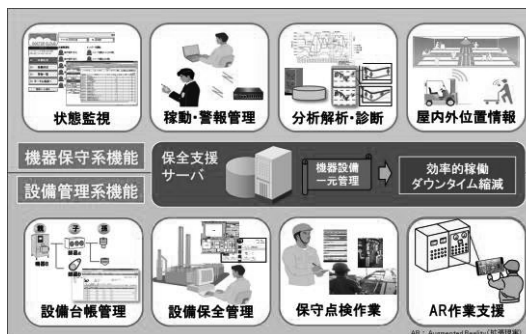 状態監視
稼動・警報管理
分析解析・診断
屋内外位置情報
機器保守系機能
設備管理系機能
保全支援
サーバ
機器設備
一元管理
効率的稼働
ダウンタイム縮減
親
子
孫
設備台帳管理
設備保全管理
保守点検作業
AR作業支援
AR：Augmented Reality(拡張現実)